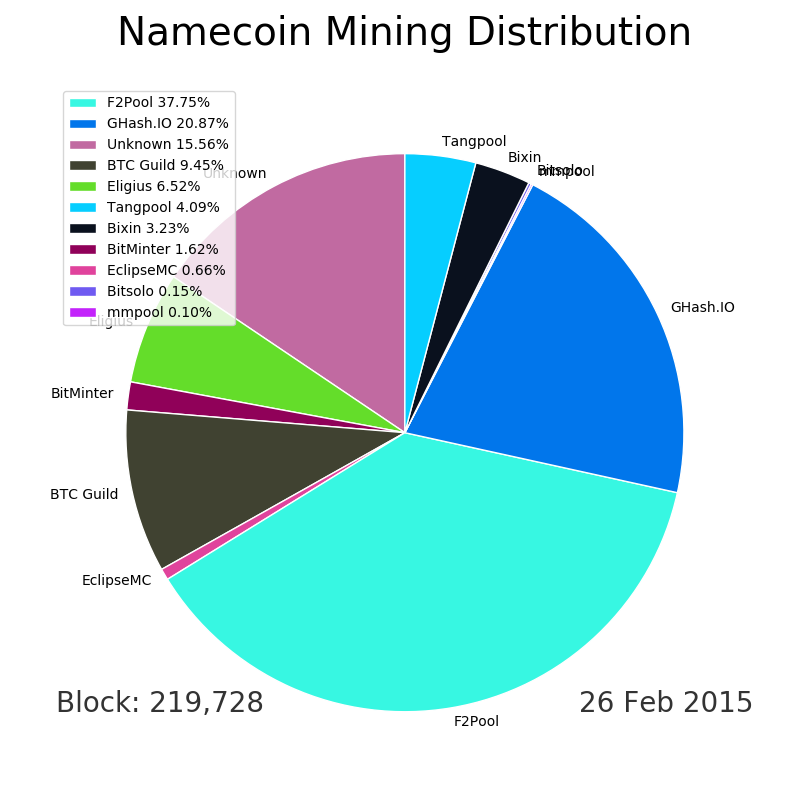 Namecoin Mining Distribution
F2Pool 37.75%
GHash.IO 20.87%
Unknown 15.56%
BTC Guild 9.45%
Eligius 6.52%
Tangpool 4.09%
Bixin 3.23%
BitMinter 1.62%
EclipseMC 0.66%
Bitsolo 0.15%
mmpool 0.10%
Tangpool
Bixin
Bitsolo
mmpool
Unknown
GHash.IO
Eligius
BitMinter
BTC Guild
EclipseMC
F2Pool
Block: 219,728
26 Feb 2015